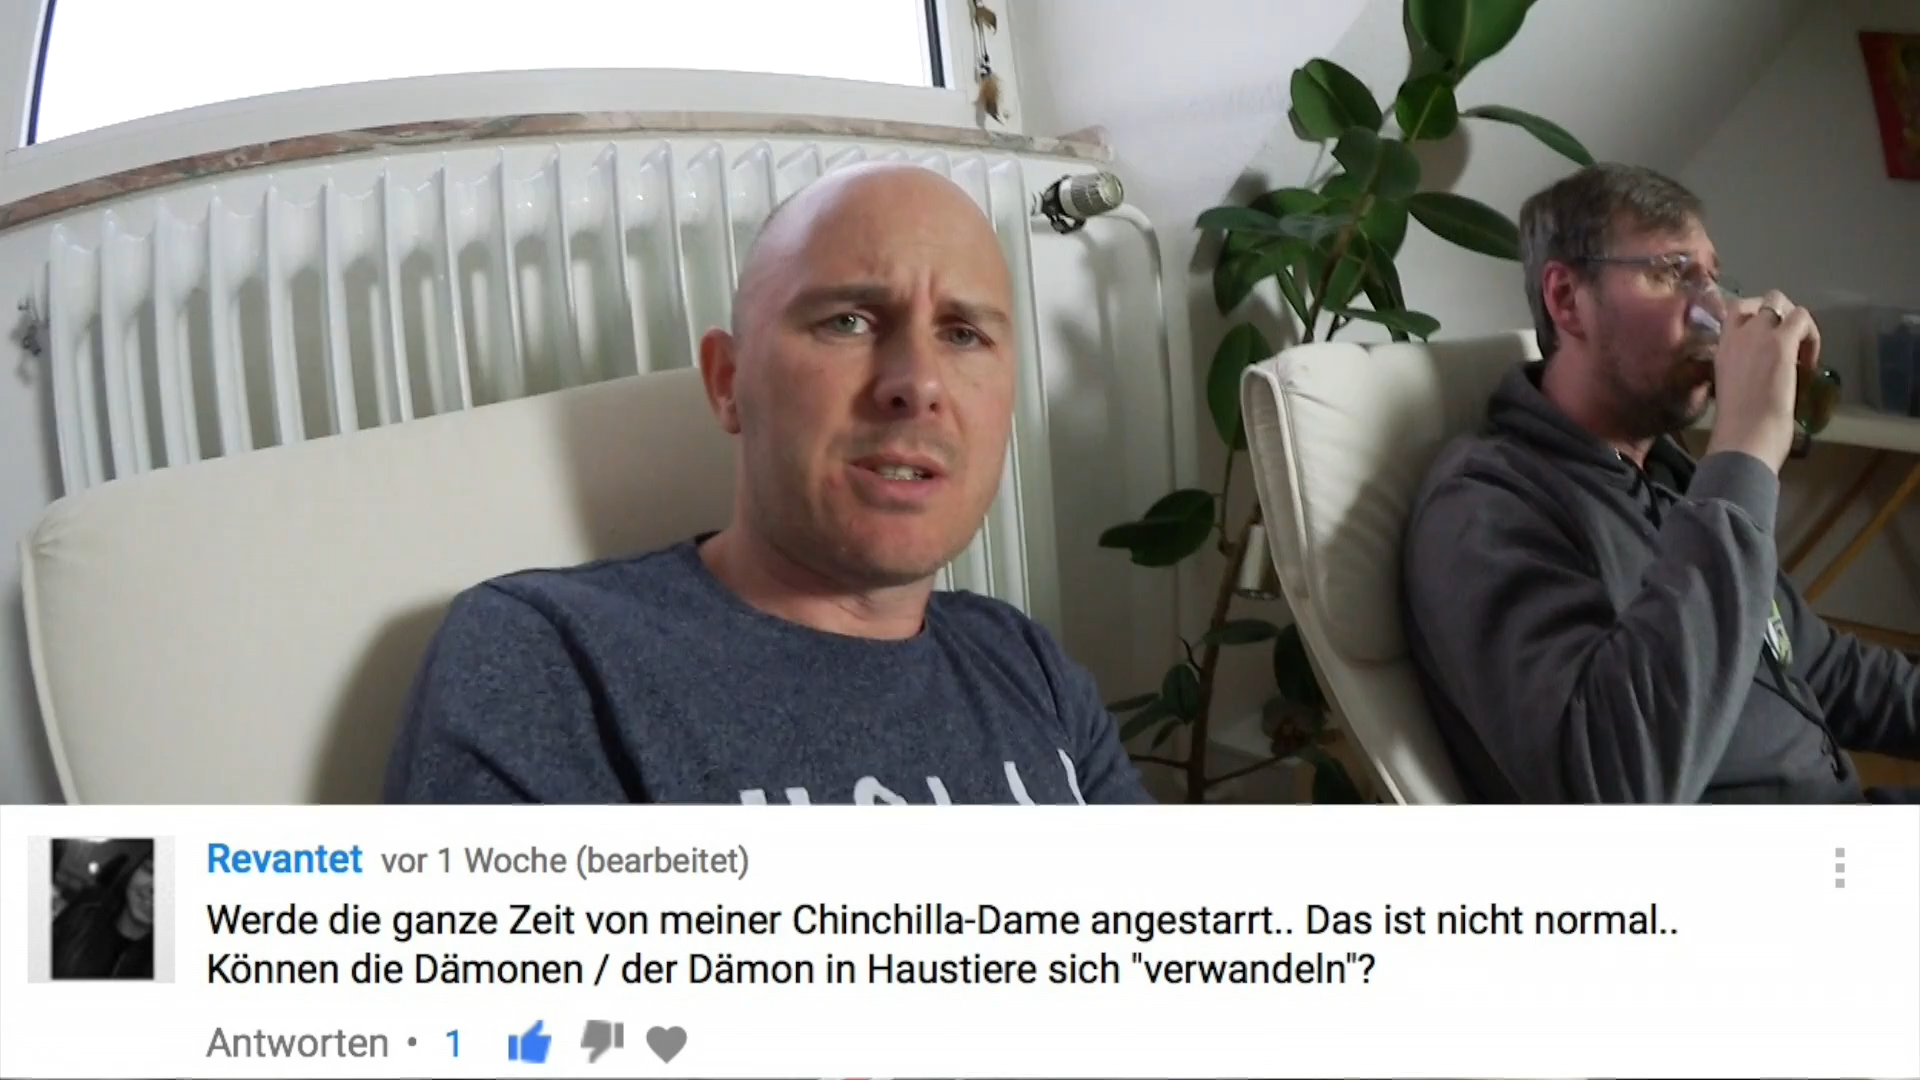 Revantet vor 1 Woche (bearbeitet)
Werde die ganze Zeit von meiner Chinchilla-Dame angestarrt.. Das ist nicht normal..
Können die Dämonen / der Dämon in Haustiere sich "verwandeln"?
Antworten • 1